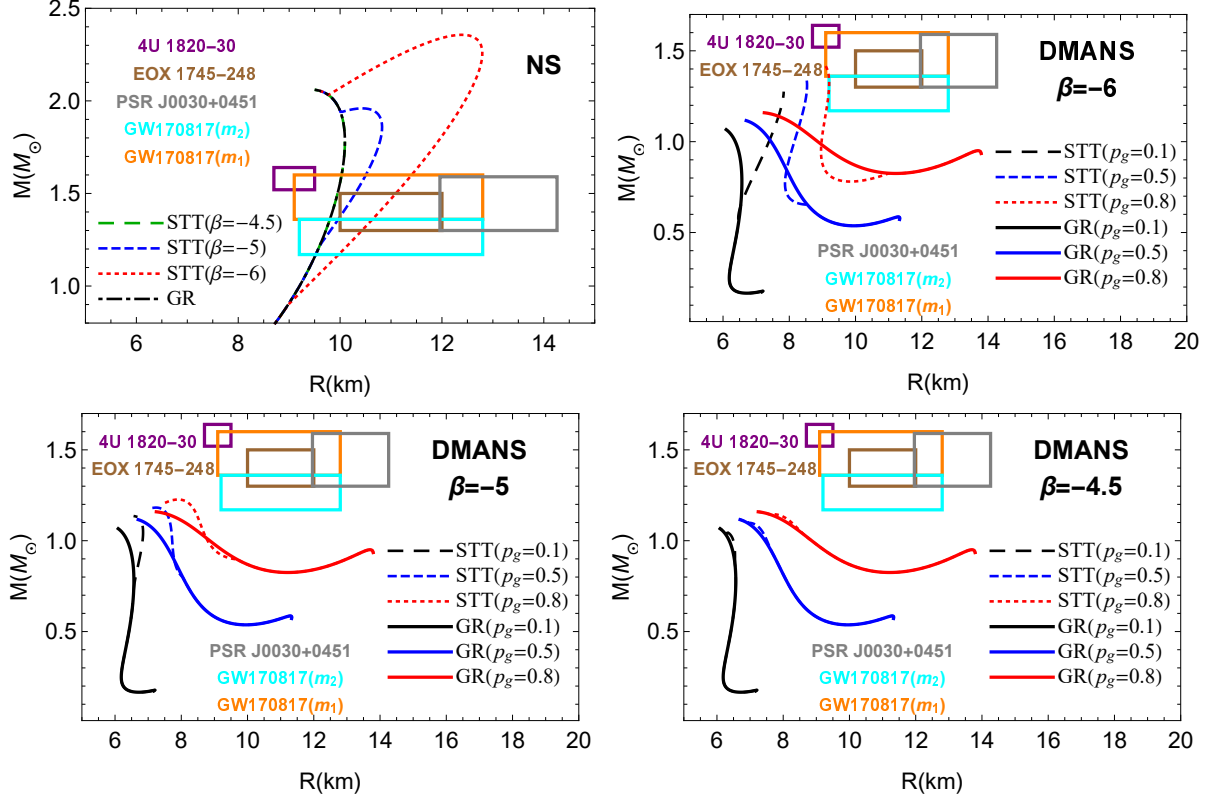 2.5
2.0
1.5
1.0
M(M⊙)
4U 1820−30
EOX 1745−248
PSR J0030+0451
GW170817(m2)
GW170817(m1)
NS
STT(β=−4.5)
STT(β=−5)
STT(β=−6)
GR
6
8
10
12
14
R(km)
1.5
1.0
0.5
M(M⊙)
4U 1820−30
EOX 1745−248
DMANS
β=−6
STT(pg=0.1)
STT(pg=0.5)
STT(pg=0.8)
GR(pg=0.1)
GR(pg=0.5)
GR(pg=0.8)
PSR J0030+0451
GW170817(m2)
GW170817(m1)
6
8
10
12
14
16
18
20
R(km)
1.5
1.0
0.5
M(M⊙)
4U 1820−30
EOX 1745−248
DMANS
β=−5
STT(pg=0.1)
STT(pg=0.5)
STT(pg=0.8)
GR(pg=0.1)
GR(pg=0.5)
GR(pg=0.8)
PSR J0030+0451
GW170817(m2)
GW170817(m1)
6
8
10
12
14
16
18
20
R(km)
1.5
1.0
0.5
M(M⊙)
4U 1820−30
EOX 1745−248
DMANS
β=−4.5
STT(pg=0.1)
STT(pg=0.5)
STT(pg=0.8)
GR(pg=0.1)
GR(pg=0.5)
GR(pg=0.8)
PSR J0030+0451
GW170817(m2)
GW170817(m1)
6
8
10
12
14
16
18
20
R(km)